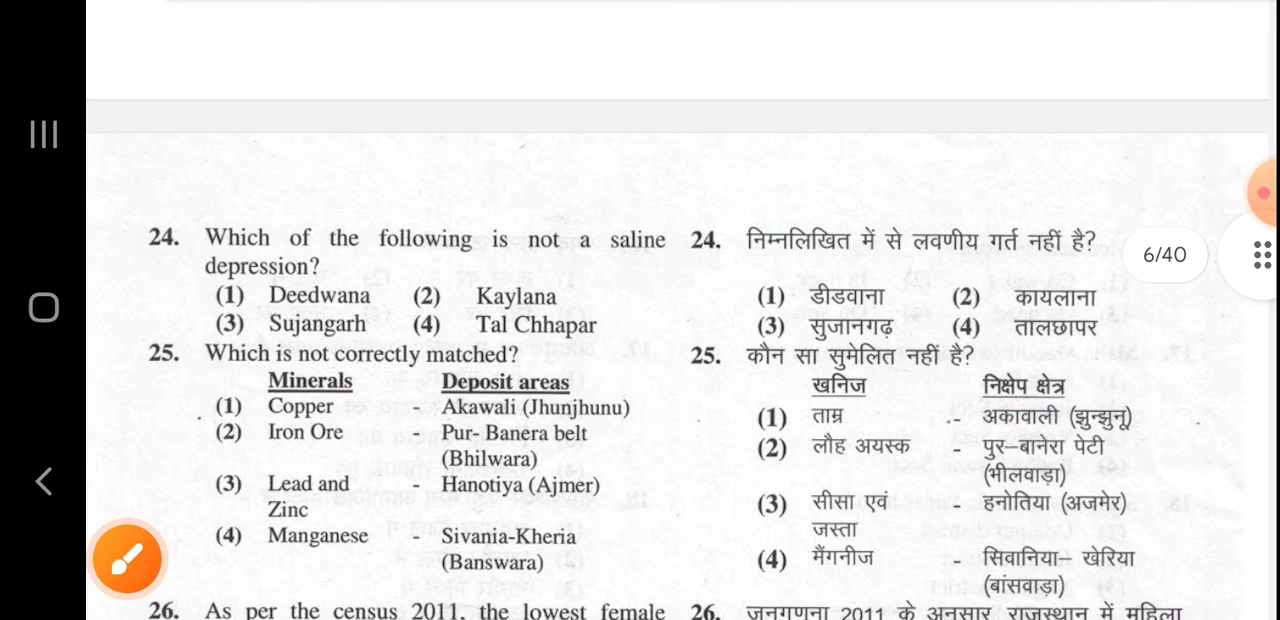 24. Which of the following is not a saline
depression?
(1) Deedwana (2) Kaylana
(3) Sujangarh (4) Tal Chhapar
25. Which is not correctly matched?
Minerals Deposit areas
(1) Copper - Akawali (Jhunjhunu)
(2) Iron Ore - Pur- Banera belt
(Bhilwara)
(3) Lead and - Hanotiya (Ajmer)
Zinc
(4) Manganese - Sivania-Kheria
(Banswara)
26. As per the census 2011, the lowest female
24. निम्नलिखित में से लवणीय गर्त नहीं है?
(1) डीडवाना (2) कायलाना
(3) सुजानगढ़ (4) तालछापर
25. कौन सा सुमेलित नहीं है?
खनिज निक्षेप क्षेत्र
(1) ताम्र - अकावाली (झुन्झुनू)
(2) लौह अयस्क - पुर-बानेरा पेटी
(भीलवाड़ा)
(3) सीसा एवं - हनोतिया (अजमेर)
जस्ता
(4) मैंगनीज - सिवानिया- खेरिया
(बांसवाड़ा)
26. जनगणना 2011 के अनुसार राजस्थान में महिला
6/40